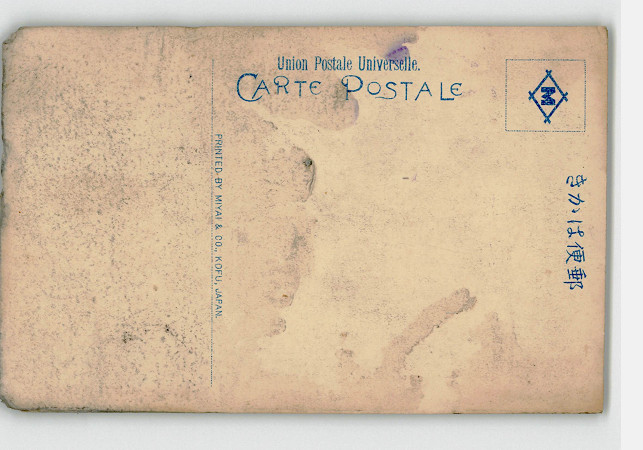 Union Postale Universelle.
CARTE POSTALE
M
PRINTED BY MIYAI & CO., KOFU, JAPAN.
郵便はかき